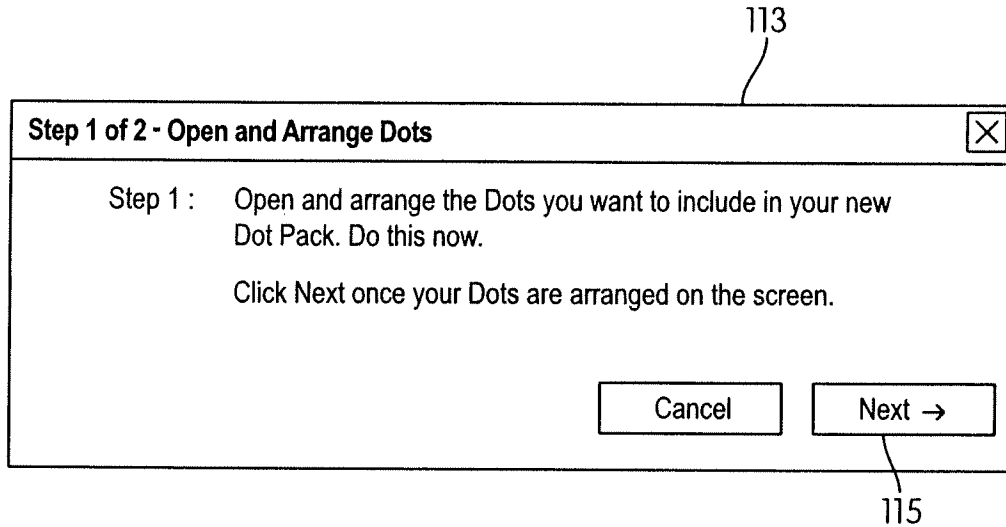 113
Step 1 of 2 - Open and Arrange Dots
Step 1 : Open and arrange the Dots you want to include in your new
Dot Pack. Do this now.
Click Next once your Dots are arranged on the screen.
Cancel
Next →
115